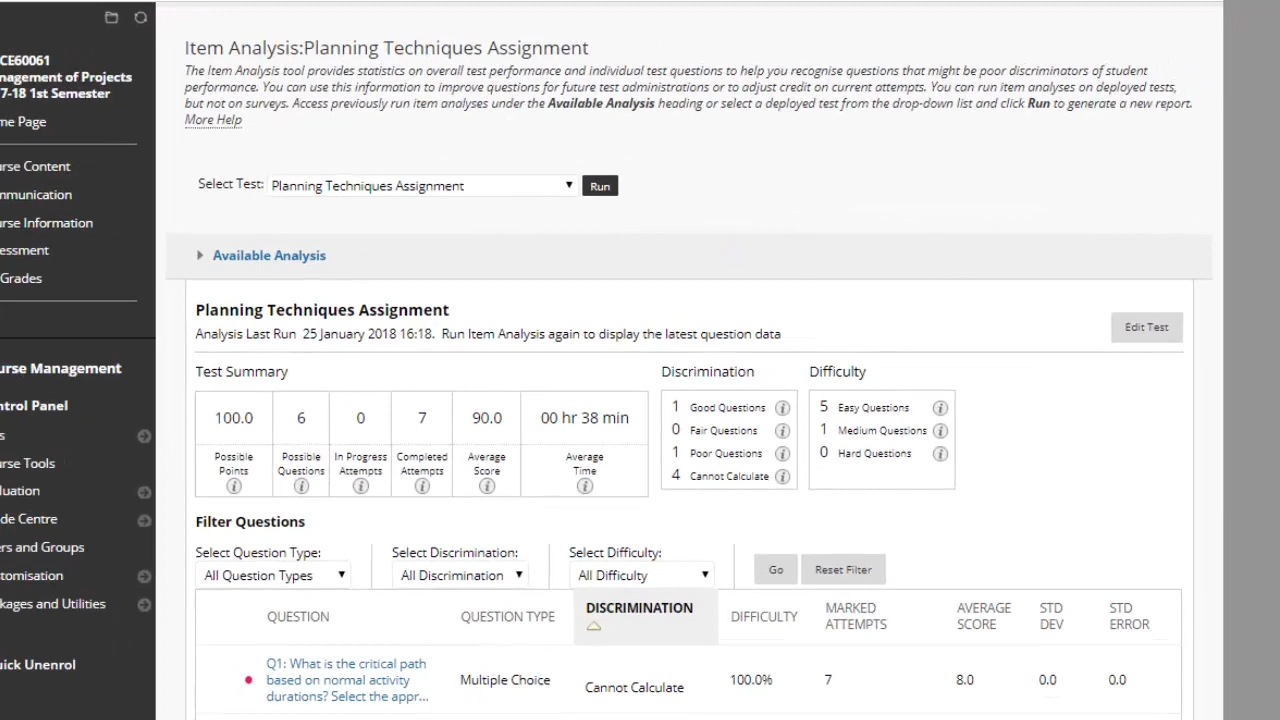 CE60061
nagement of Projects
7-18 1st Semester
me Page
urse Content
mmunication
urse Information
essment
Grades
urse Management
ntrol Panel
s
urse Tools
luation
de Centre
ers and Groups
tomisation
kages and Utilities
uick Unenrol
Item Analysis:Planning Techniques Assignment
The Item Analysis tool provides statistics on overall test performance and individual test questions to help you recognise questions that might be poor discriminators of student
performance. You can use this information to improve questions for future test administrations or to adjust credit on current attempts. You can run item analyses on deployed tests,
but not on surveys. Access previously run item analyses under the Available Analysis heading or select a deployed test from the drop-down list and click Run to generate a new report.
More Help
Select Test: Planning Techniques Assignment Run
Available Analysis
Planning Techniques Assignment
Analysis Last Run 25 January 2018 16:18. Run Item Analysis again to display the latest question data
Edit Test
Test Summary
100.0 6 0 7 90.0 00 hr 38 min
Possible Possible In Progress Completed Average Average
Points Questions Attempts Attempts Score Time
Discrimination
1 Good Questions
0 Fair Questions
1 Poor Questions
4 Cannot Calculate
Difficulty
5 Easy Questions
1 Medium Questions
0 Hard Questions
Filter Questions
Select Question Type: Select Discrimination: Select Difficulty:
All Question Types All Discrimination All Difficulty Go Reset Filter
QUESTION QUESTION TYPE DISCRIMINATION DIFFICULTY MARKED ATTEMPTS AVERAGE SCORE STD DEV STD ERROR
Q1: What is the critical path
based on normal activity
durations? Select the appr...
Multiple Choice Cannot Calculate 100.0% 7 8.0 0.0 0.0